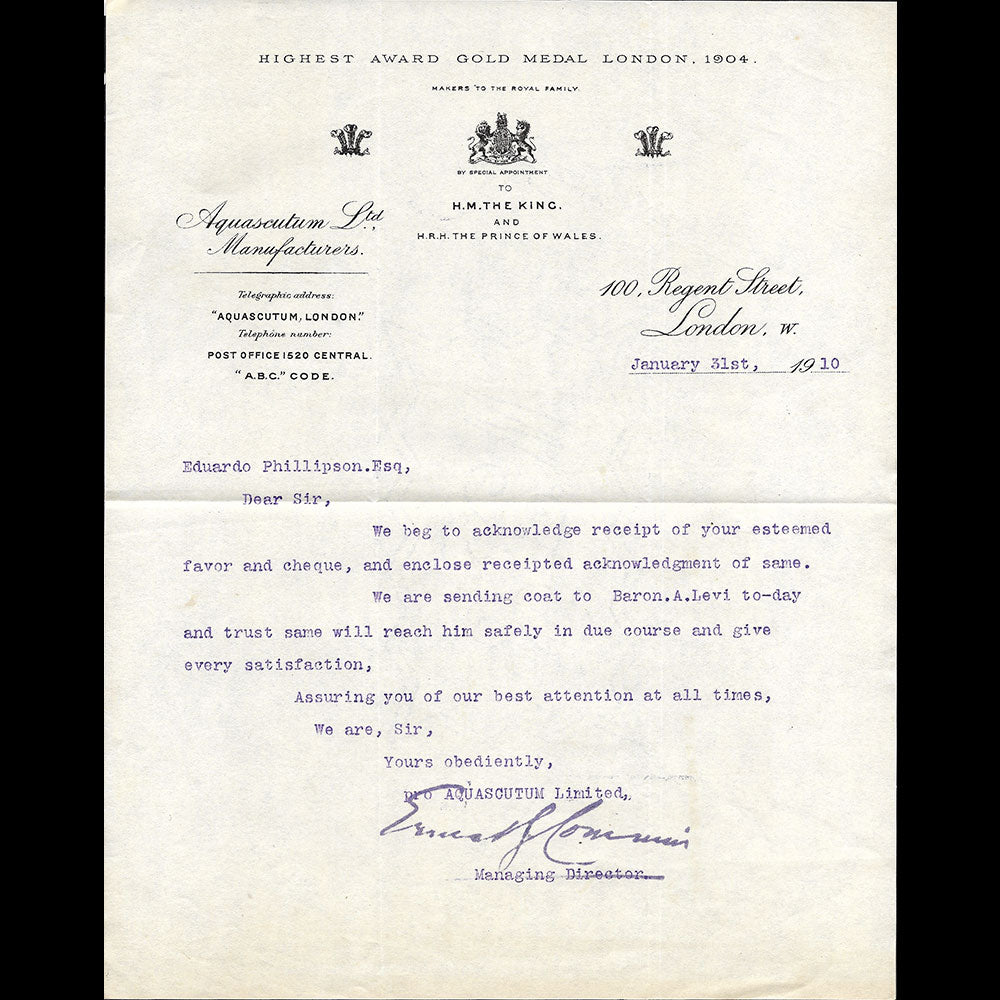 HIGHEST AWARD GOLD MEDAL LONDON, 1904.
MAKERS TO THE ROYAL FAMILY
BY SPECIAL APPOINTMENT
TO
H.M. THE KING.
AND
H.R.H. THE PRINCE OF WALES.
Aquascutum Ltd.,
Manufacturers.
Telegraphic address:
"AQUASCUTUM, LONDON."
Telephone number:
POST OFFICE 1520 CENTRAL.
"A.B.C." CODE.
100, Regent Street,
London, W.
January 31st, 1910
Eduardo Phillipson.Esq,
Dear Sir,
We beg to acknowledge receipt of your esteemed
favor and cheque, and enclose receipted acknowledgment of same.
We are sending coat to Baron.A.Levi to-day
and trust same will reach him safely in due course and give
every satisfaction,
Assuring you of our best attention at all times,
We are, Sir,
Yours obediently,
pro AQUASCUTUM Limited,
Ernest G Commin
Managing Director.